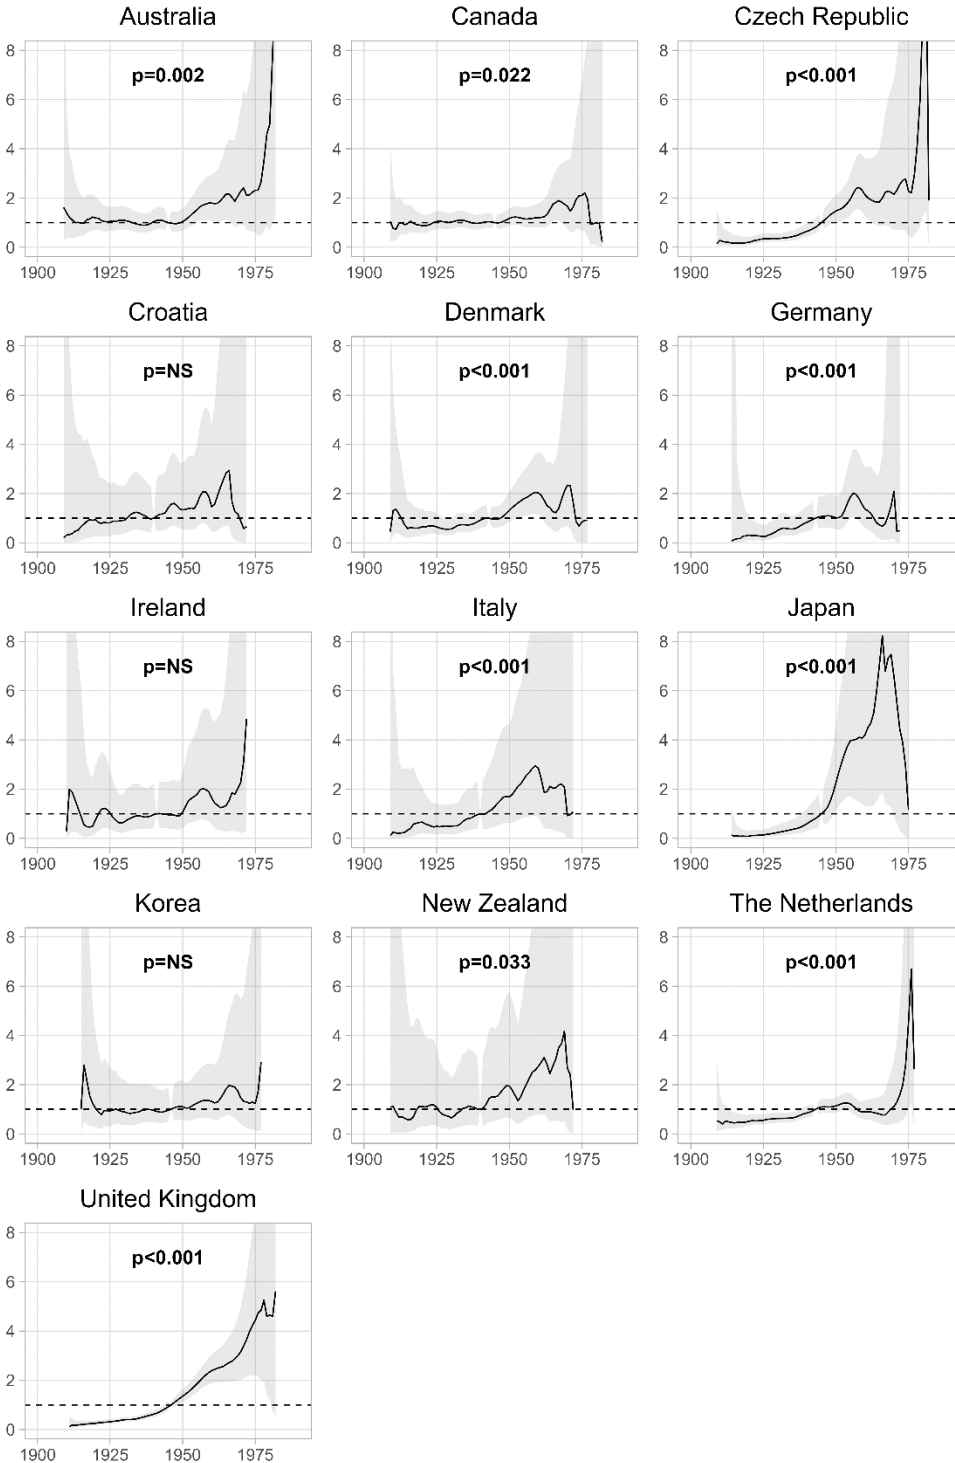 Australia Canada Czech Republic
8 8 8
p=0.002 p=0.022 p<0.001
6 6 6
4 4 4
2 2 2
0 0 0
1900 1925 1950 1975 1900 1925 1950 1975 1900 1925 1950 1975
Croatia Denmark Germany
8 8 8
p=NS p<0.001 p<0.001
6 6 6
4 4 4
2 2 2
0 0 0
1900 1925 1950 1975 1900 1925 1950 1975 1900 1925 1950 1975
Ireland Italy Japan
8 8 8
p=NS p<0.001 p<0.001
6 6 6
4 4 4
2 2 2
0 0 0
1900 1925 1950 1975 1900 1925 1950 1975 1900 1925 1950 1975
Korea New Zealand The Netherlands
8 8 8
p=NS p=0.033 p<0.001
6 6 6
4 4 4
2 2 2
0 0 0
1900 1925 1950 1975 1900 1925 1950 1975 1900 1925 1950 1975
United Kingdom
8
p<0.001
6
4
2
0
1900 1925 1950 1975